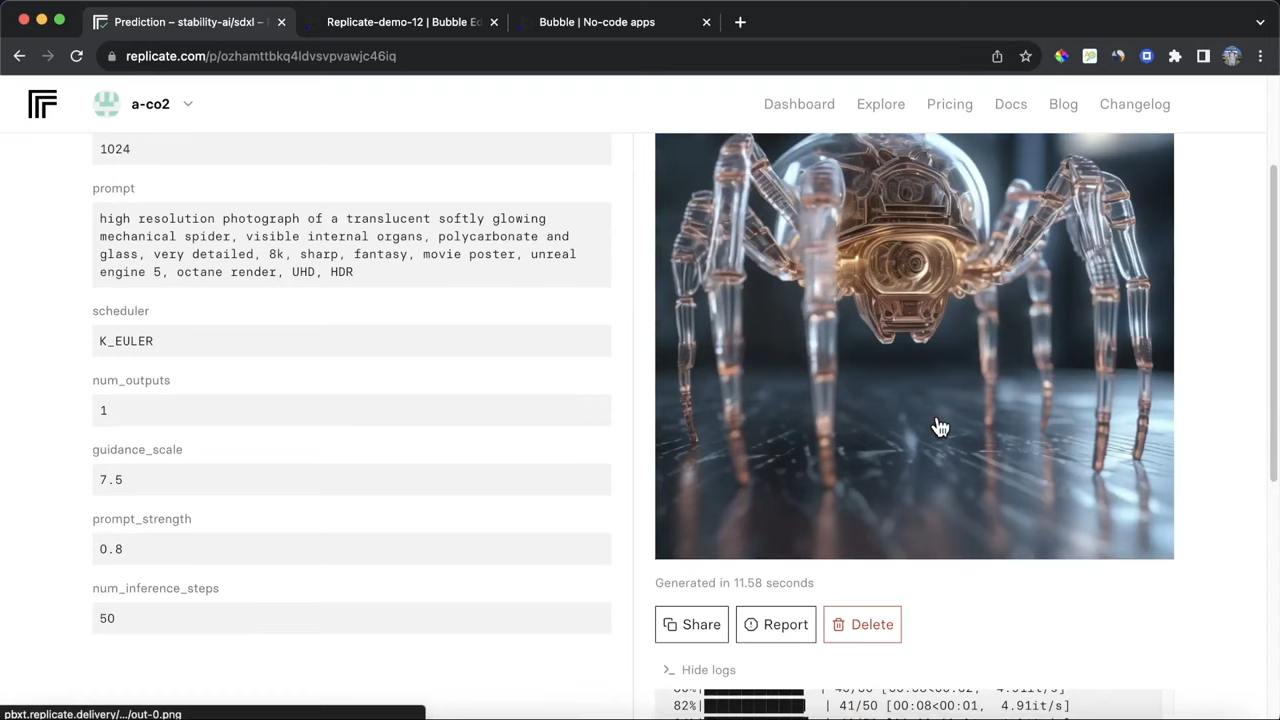 Prediction – stability-ai/sdxl –
Replicate-demo-12 | Bubble Ed
Bubble | No-code apps
replicate.com/p/ozhamttbkq4ldvsvpvawjc46iq
a-co2
Dashboard
Explore
Pricing
Docs
Blog
Changelog
1024
prompt
high resolution photograph of a translucent softly glowing
mechanical spider, visible internal organs, polycarbonate and
glass, very detailed, 8k, sharp, fantasy, movie poster, unreal
engine 5, octane render, UHD, HDR
scheduler
K_EULER
num_outputs
1
guidance_scale
7.5
prompt_strength
0.8
num_inference_steps
50
Generated in 11.58 seconds
Share
Report
Delete
Hide logs
82%| | 41/50 [00:08<00:01, 4.91it/s]
pbxt.replicate.delivery/.../out-0.png